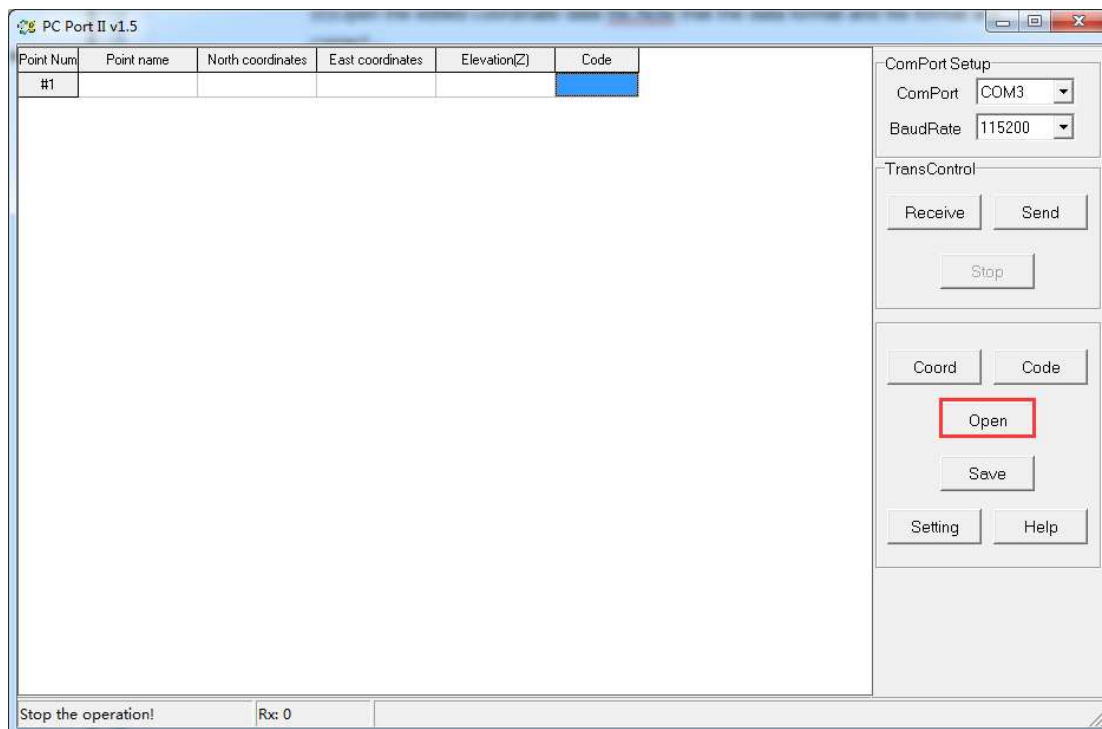 PC Port II v1.5
Point Num Point name North coordinates East coordinates Elevation(Z) Code
#1
ComPort Setup
ComPort COM3
BaudRate 115200
TransControl
Receive Send
Stop
Coord Code
Open
Save
Setting Help
Stop the operation! Rx: 0